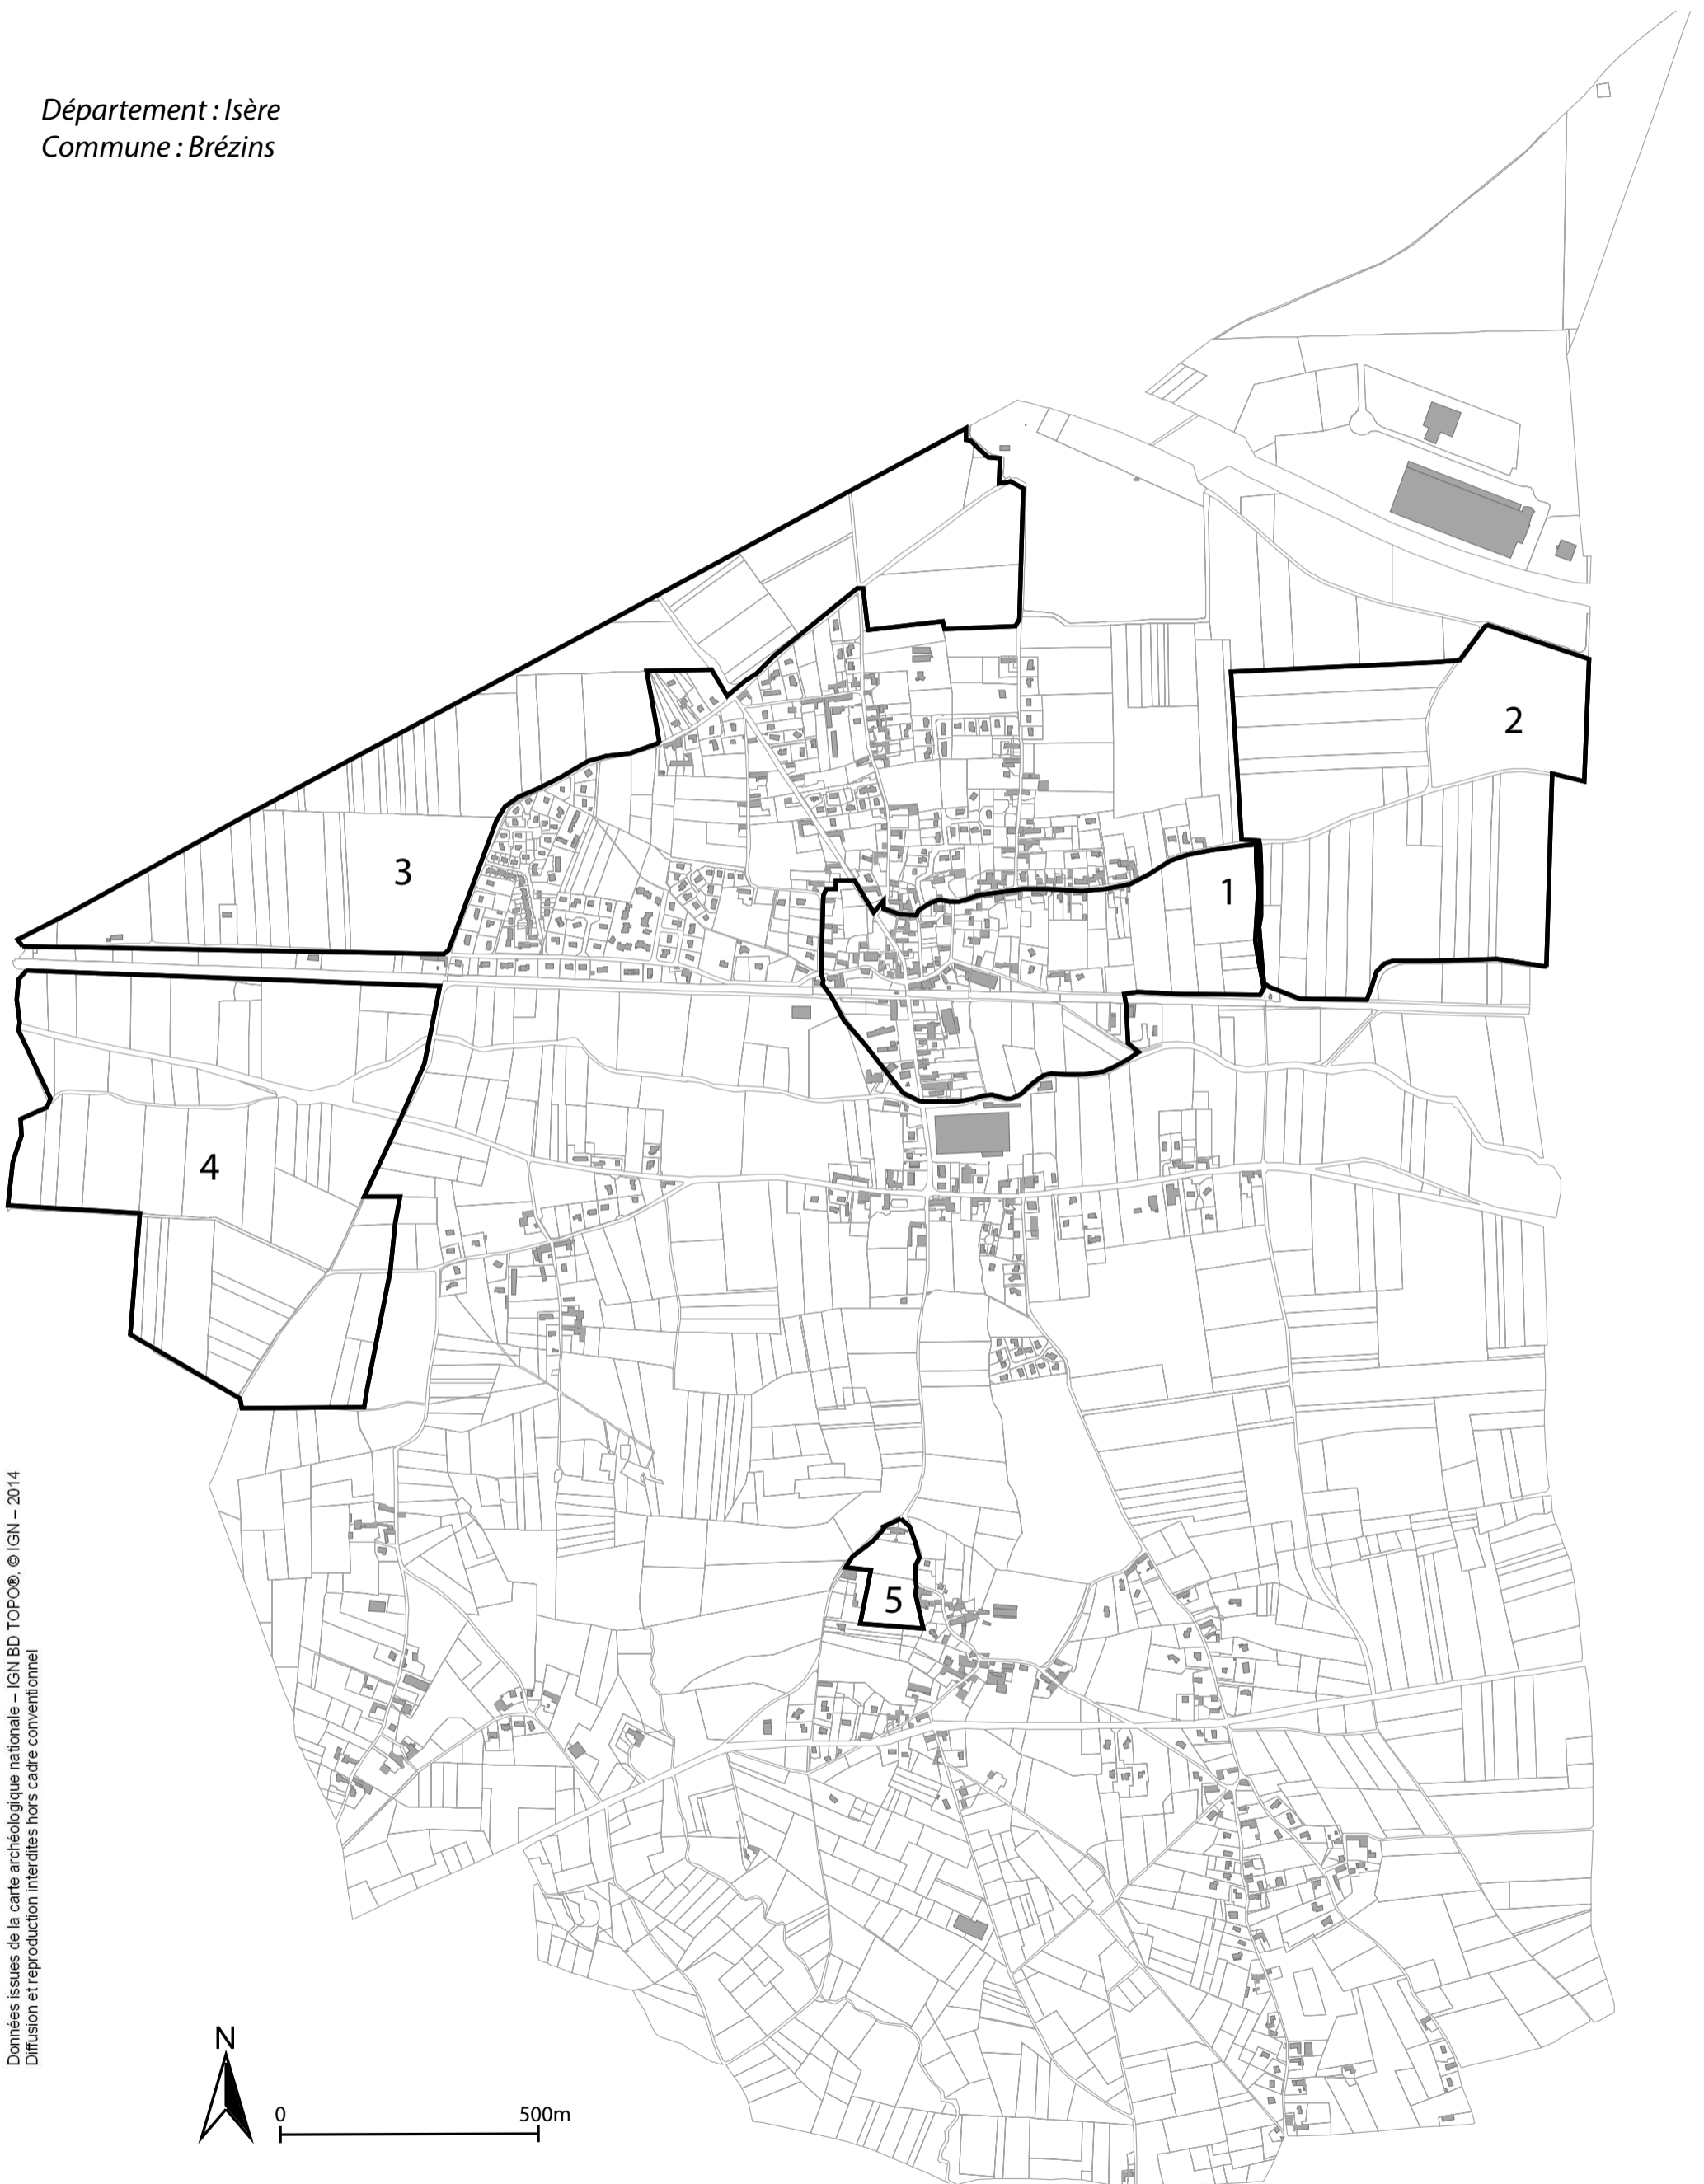 Département : Isère
Commune : Brézins
2
3
1
4
5
Données issues de la carte archéologique nationale – IGN BD TOPO®, © IGN – 2014
Diffusion et reproduction interdites hors cadre conventionnel
N
0 500m